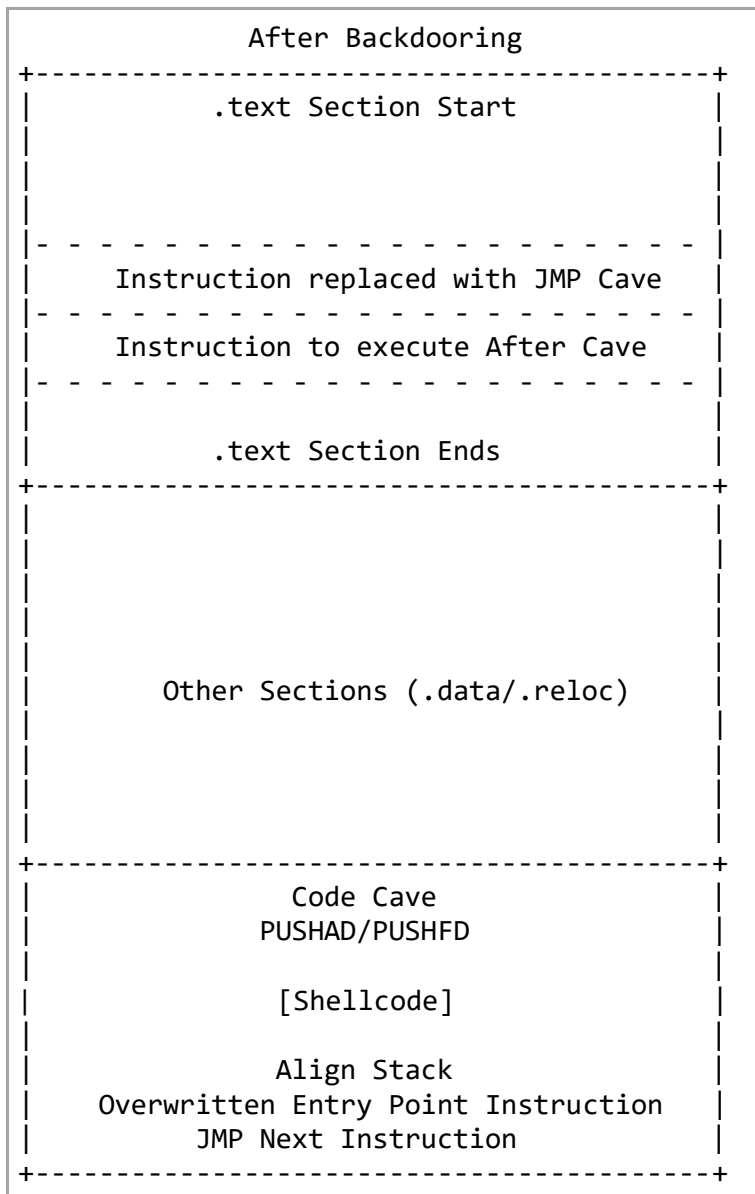 After Backdooring
+------------------------------------------+
| .text Section Start |
|- - - - - - - - - - - - - - - - - - - - - |
| Instruction replaced with JMP Cave |
|- - - - - - - - - - - - - - - - - - - - - |
| Instruction to execute After Cave |
|- - - - - - - - - - - - - - - - - - - - - |
| .text Section Ends |
+------------------------------------------+
| Other Sections (.data/.reloc) |
+------------------------------------------+
| Code Cave |
| PUSHAD/PUSHFD |
| [Shellcode] |
| Align Stack |
| Overwritten Entry Point Instruction |
| JMP Next Instruction |
+------------------------------------------+